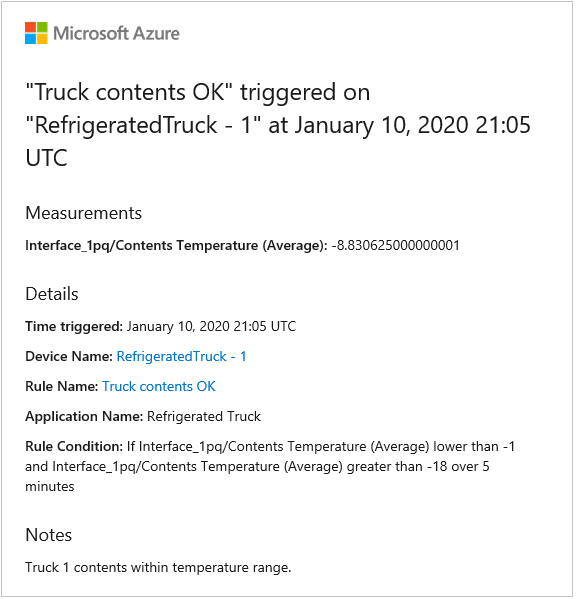 Microsoft Azure
"Truck contents OK" triggered on
"RefrigeratedTruck - 1" at January 10, 2020 21:05
UTC
Measurements
Interface_1pq/Contents Temperature (Average): -8.830625000000001
Details
Time triggered: January 10, 2020 21:05 UTC
Device Name: RefrigeratedTruck - 1
Rule Name: Truck contents OK
Application Name: Refrigerated Truck
Rule Condition: If Interface_1pq/Contents Temperature (Average) lower than -1
and Interface_1pq/Contents Temperature (Average) greater than -18 over 5
minutes
Notes
Truck 1 contents within temperature range.